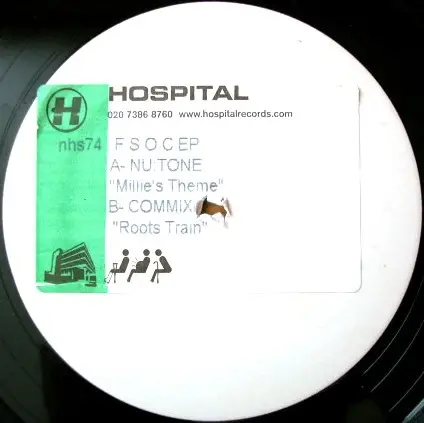 H
HOSPITAL
020 7386 8760 www.hospitalrecords.com
nhs74 F S O C EP
A- NU:TONE
"Millie's Theme"
B- COMMIX
"Roots Train"